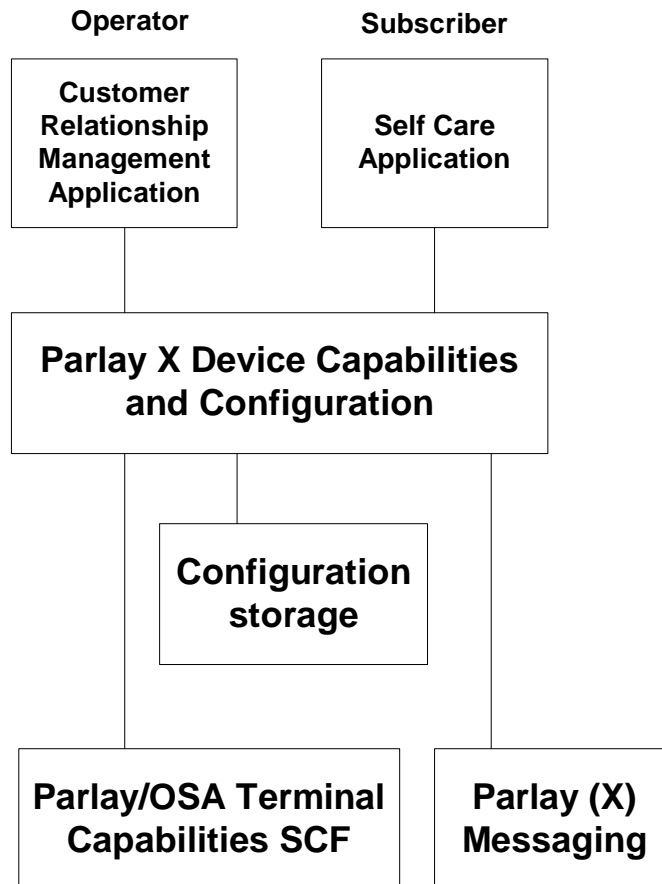 Operator
Subscriber
Customer
Relationship
Management
Application
Self Care
Application
Parlay X Device Capabilities
and Configuration
Configuration
storage
Parlay/OSA Terminal
Capabilities SCF
Parlay (X)
Messaging